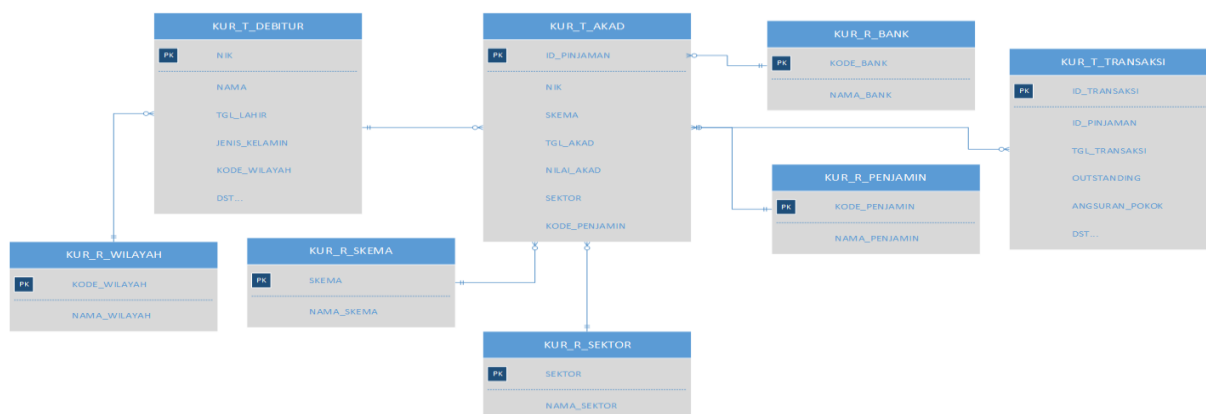 KUR_T_DEBITUR
PK NIK
NAMA
TGL_LAHIR
JENIS_KELAMIN
KODE_WILAYAH
DST...
KUR_T_AKAD
PK ID_PINJAMAN
NIK
SKEMA
TGL_AKAD
NILAI_AKAD
SEKTOR
KODE_PENJAMIN
KUR_R_BANK
PK KODE_BANK
NAMA_BANK
KUR_T_TRANSAKSI
PK ID_TRANSAKSI
ID_PINJAMAN
TGL_TRANSAKSI
OUTSTANDING
ANGSURAN_POKOK
DST...
KUR_R_PENJAMIN
PK KODE_PENJAMIN
NAMA_PENJAMIN
KUR_R_WILAYAH
PK KODE_WILAYAH
NAMA_WILAYAH
KUR_R_SKEMA
PK SKEMA
NAMA_SKEMA
KUR_R_SEKTOR
PK SEKTOR
NAMA_SEKTOR